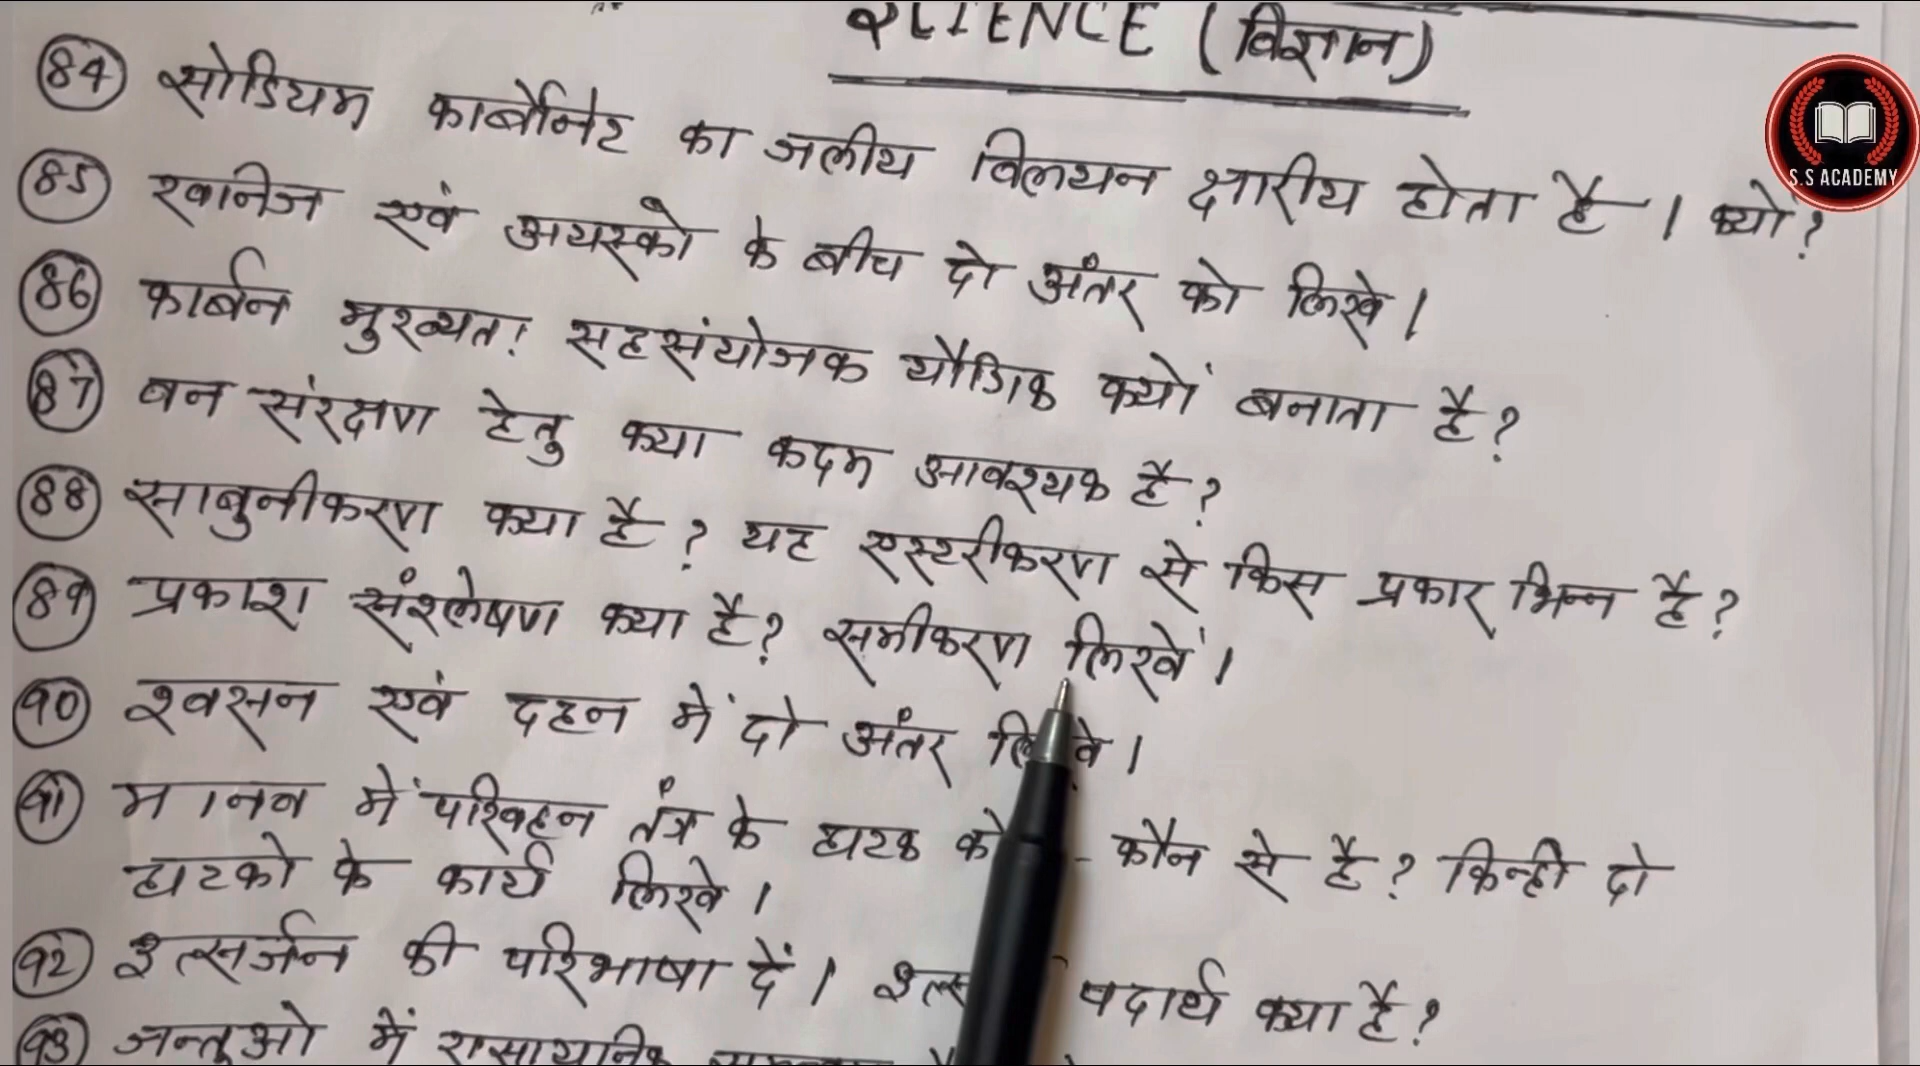 SCIENCE (विज्ञान)
S.S ACADEMY
84 सोडियम कार्बोनेट का जलीय विलयन क्षारीय होता है । क्यों ?
85 खनिज एवं अयस्को के बीच दो अंतर को लिखे ।
86 कार्बन मुख्यतः सहसंयोजक यौगिक क्यों बनाता है ?
87 वन संरक्षण हेतु क्या कदम आवश्यक है ?
88 साबुनीकरण क्या है ? यह एस्टरीकरण से किस प्रकार भिन्न है ?
89 प्रकाश संश्लेषण क्या है ? समीकरण लिखें ।
90 श्वसन एवं दहन में दो अंतर ।
91 मानव में परिवहन तंत्र के घटक कौन से है ? किन्ही दो
घटको के कार्य लिखे ।
92 उत्सर्जन की परिभाषा दें । पदार्थ क्या है ?
93 जन्तुओ में रासायनिक